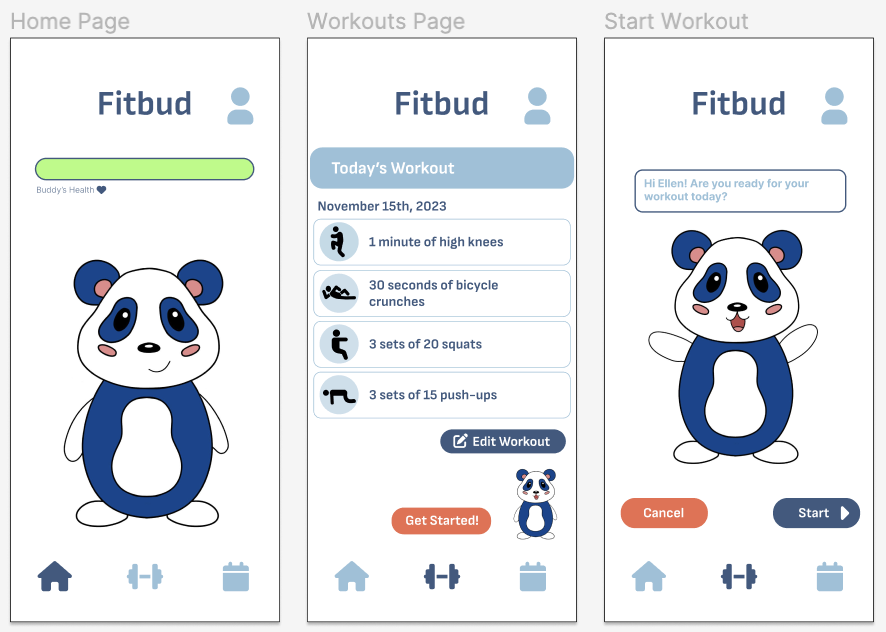 Home Page
Workouts Page
Start Workout
Fitbud
Buddy's Health
Fitbud
Today's Workout
November 15th, 2023
1 minute of high knees
30 seconds of bicycle
crunches
3 sets of 20 squats
3 sets of 15 push-ups
Edit Workout
Get Started!
Fitbud
Hi Ellen! Are you ready for your
workout today?
Cancel
Start